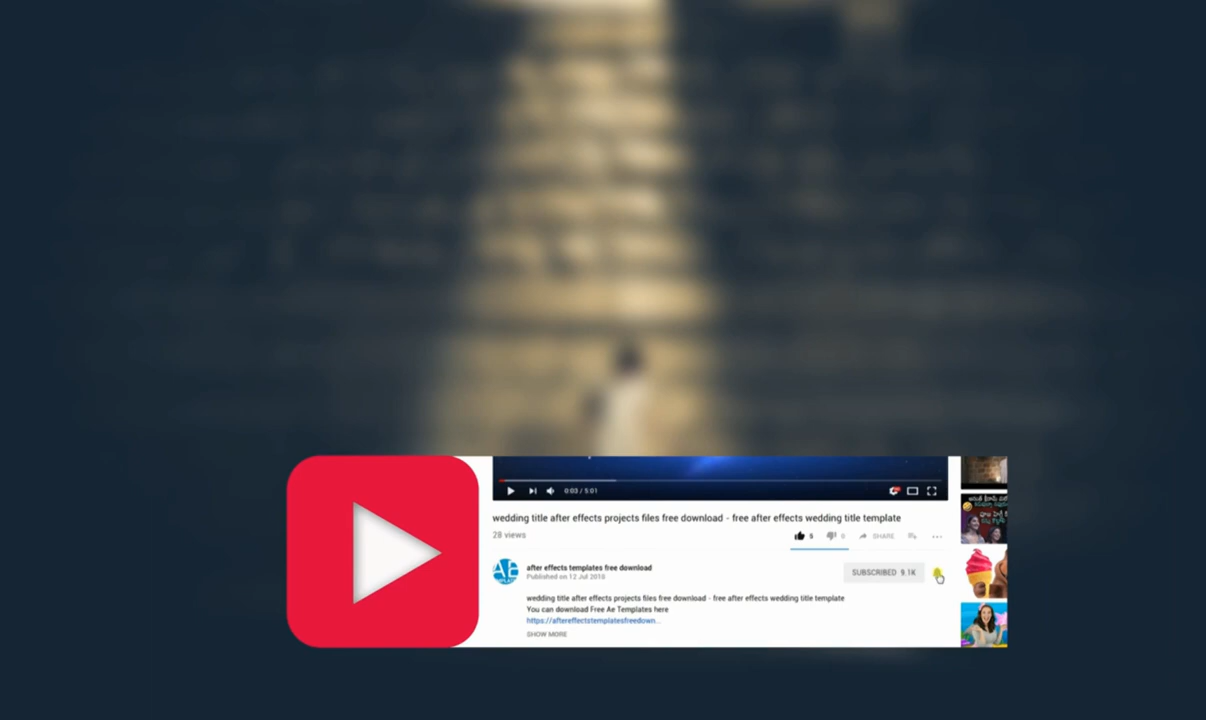 0:03 / 5:01
wedding title after effects projects files free download - free after effects wedding title template
28 views
SHARE
after effects templates free download
Published on 12 Jul 2018
SUBSCRIBED 9.1K
wedding title after effects projects files free download - free after effects wedding title template
You can download Free Ae Templates here
https://aftereffectstemplatesfreedown...
SHOW MORE